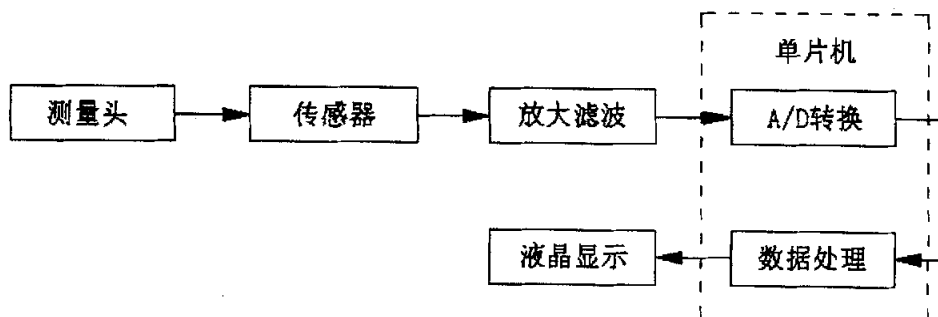 单片机
测量头
传感器
放大滤波
A/D转换
液晶显示
数据处理